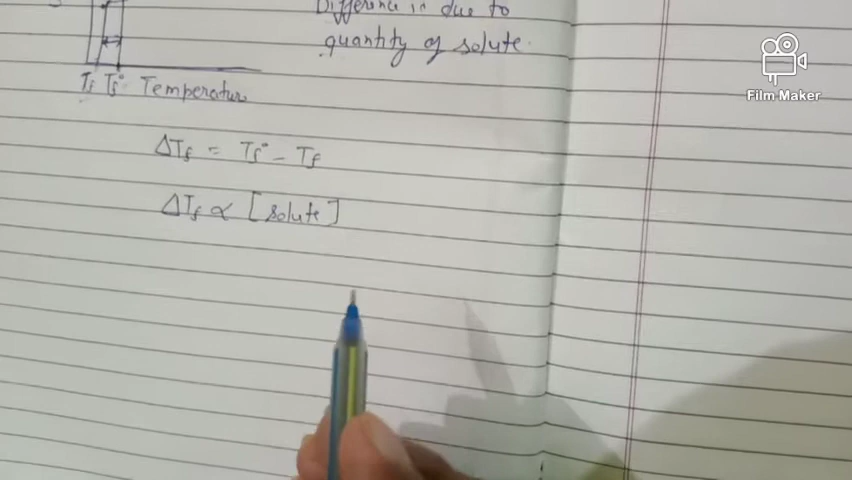 Difference is due to
quantity of solute.
Tf Tf° Temperature
ΔTf = Tf° - Tf
ΔTf ∝ [solute]
Film Maker